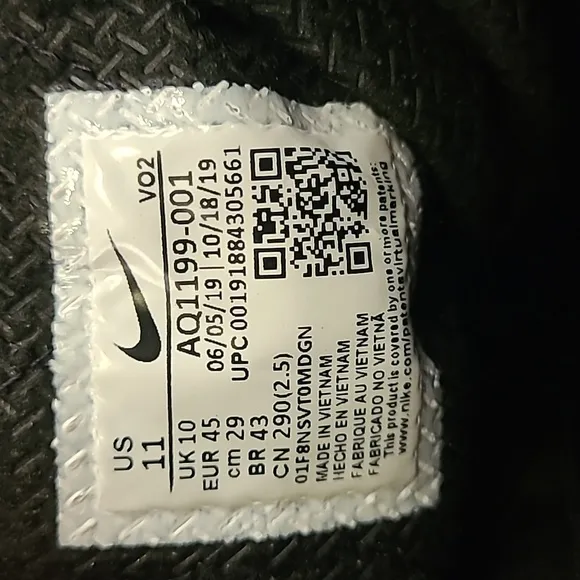 US
11
VO2
UK 10
AQ1199-001
EUR 45
06/05/19 | 10/18/19
cm 29
UPC 00191884305661
BR 43
CN 290(2.5)
01F8NSVT0MDGN
MADE IN VIETNAM
HECHO EN VIETNAM
FABRIQUE AU VIETNAM
FABRICADO NO VIETNÃ
This product is covered by one or more patents:
www.nike.com/patentsvirtualmarking